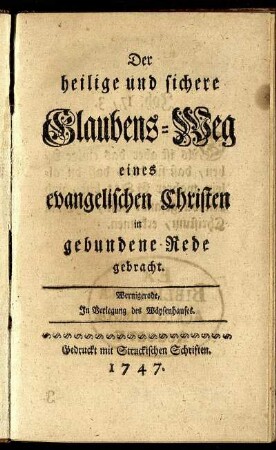 Der
heilige und sichere
Glaubens-Weg
eines
evangelischen Christen
in
gebundene Rede
gebracht.
Wernigerode,
In Verlegung des Wäysenhauses.
Gedruckt mit Struckischen Schriften.
1747.